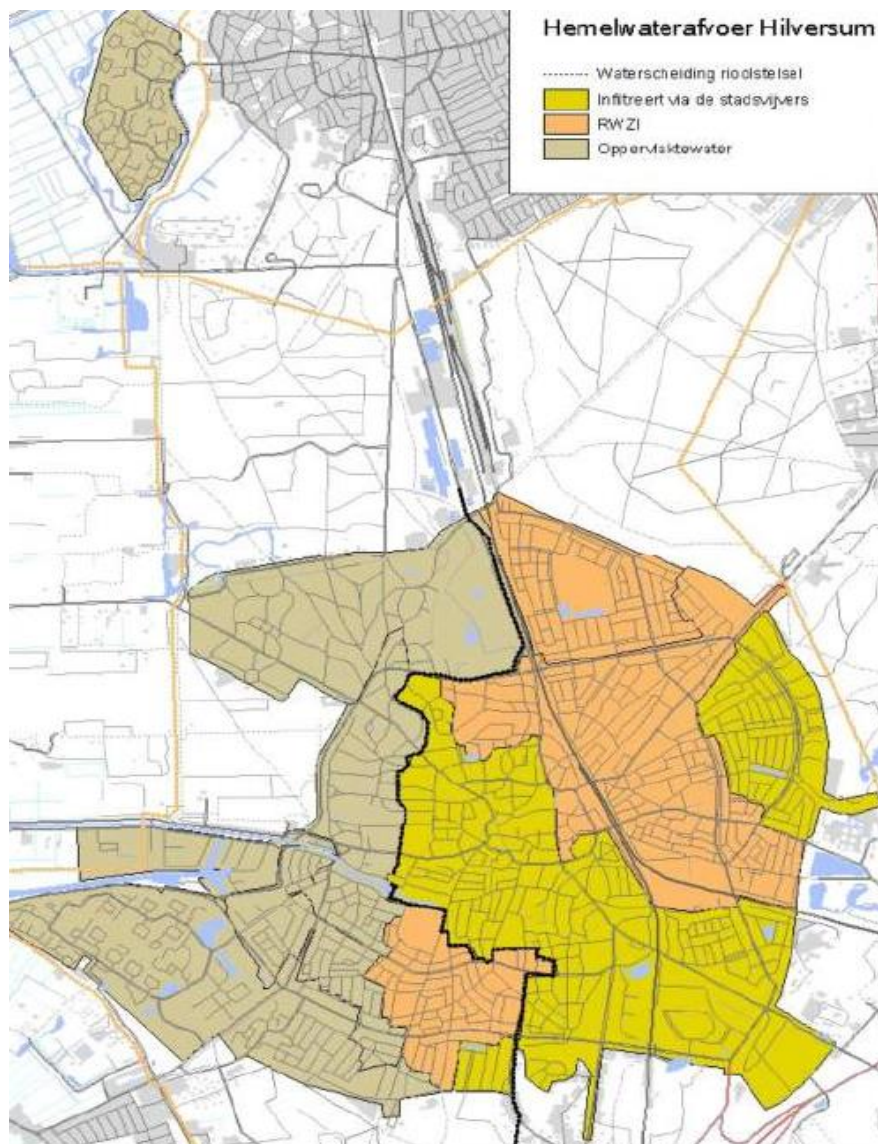 Hemelwaterafvoer Hilversum
Waterscheiding rioolstelsel
Infiltreert via de stadsvijvers
RWZI
Oppervlaktewater